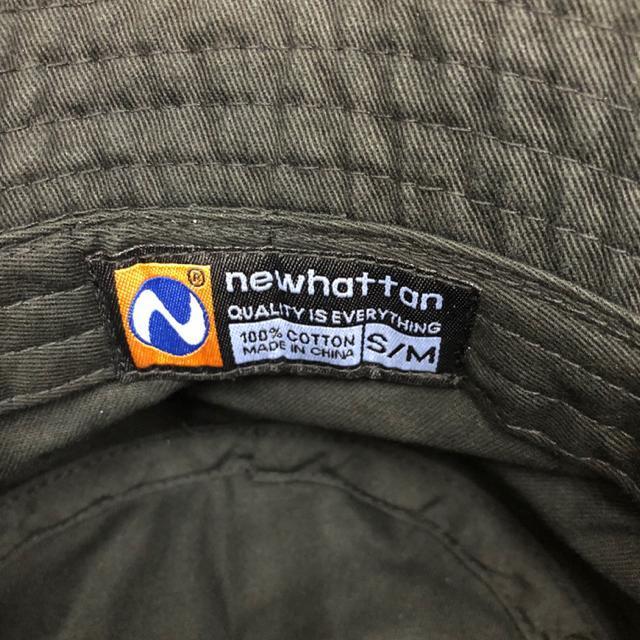 ®
newhattan
QUALITY IS EVERYTHING
100% COTTON
MADE IN CHINA
S/M